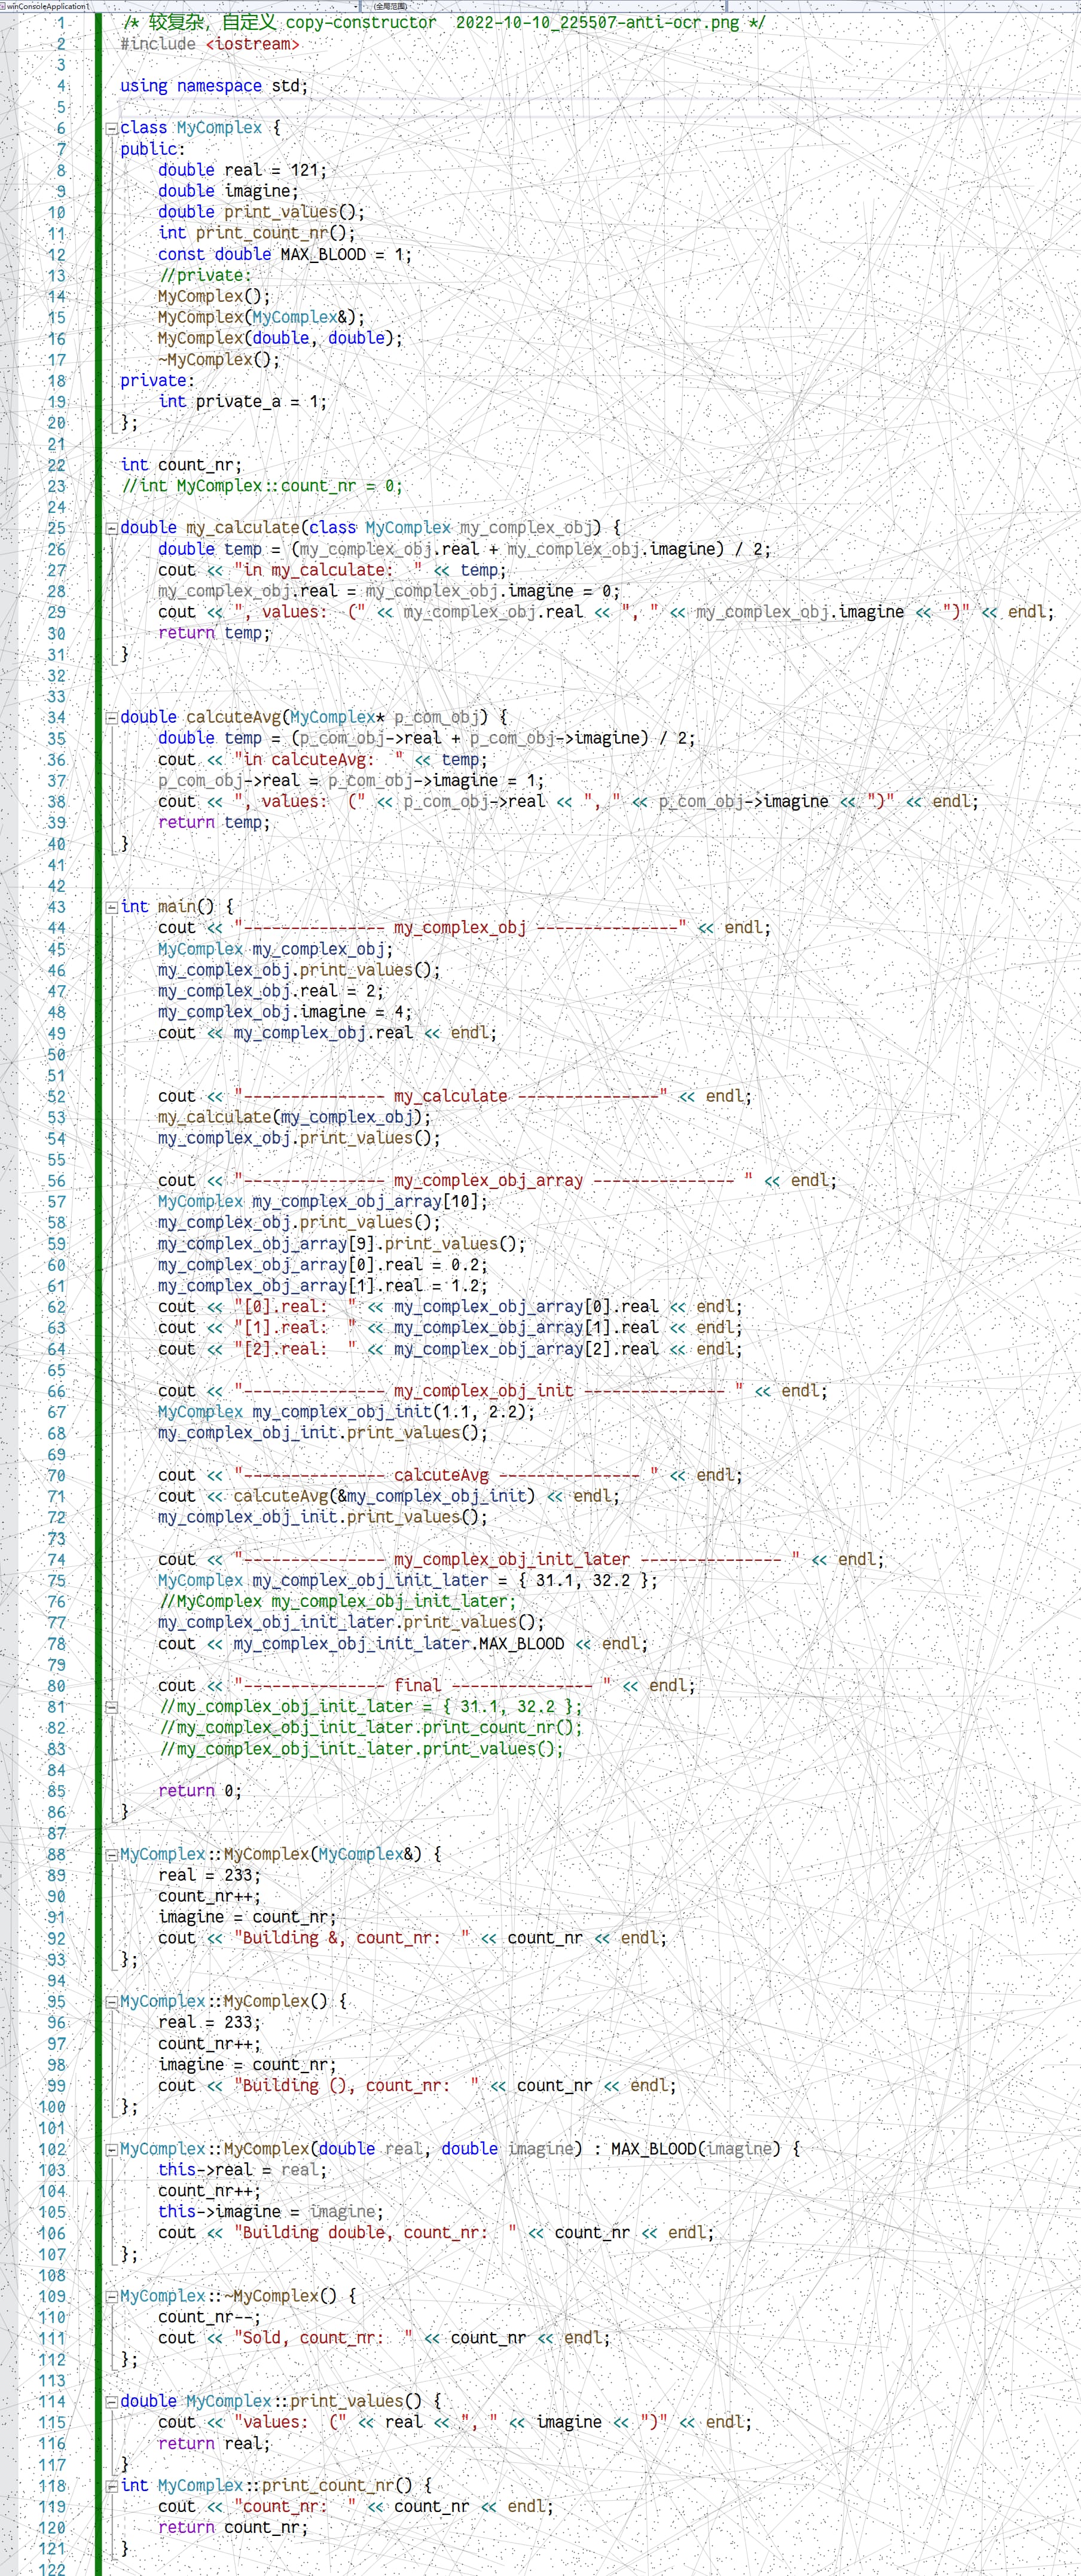 winConsoleApplication1 (全局范围)
1 /* 较复杂，自定义 copy-constructor  2022-10-10_225507-anti-ocr.png */
2 #include <iostream>
3
4 using namespace std;
5
6 class MyComplex {
7 public:
8     double real = 121;
9     double imagine;
10     double print_values();
11     int print_count_nr();
12     const double MAX_BLOOD = 1;
13     //private:
14     MyComplex();
15     MyComplex(MyComplex&);
16     MyComplex(double, double);
17     ~MyComplex();
18 private:
19     int private_a = 1;
20 };
21
22 int count_nr;
23 //int MyComplex::count_nr = 0;
24
25 double my_calculate(class MyComplex my_complex_obj) {
26     double temp = (my_complex_obj.real + my_complex_obj.imagine) / 2;
27     cout << "in my_calculate:  " << temp;
28     my_complex_obj.real = my_complex_obj.imagine = 0;
29     cout << ", values:  (" << my_complex_obj.real << ", " << my_complex_obj.imagine << ")" << endl;
30     return temp;
31 }
32
33
34 double calcuteAvg(MyComplex* p_com_obj) {
35     double temp = (p_com_obj->real + p_com_obj->imagine) / 2;
36     cout << "in calcuteAvg:  " << temp;
37     p_com_obj->real = p_com_obj->imagine = 1;
38     cout << ", values:  (" << p_com_obj->real << ", " << p_com_obj->imagine << ")" << endl;
39     return temp;
40 }
41
42
43 int main() {
44     cout << "--------------- my_complex_obj ---------------" << endl;
45     MyComplex my_complex_obj;
46     my_complex_obj.print_values();
47     my_complex_obj.real = 2;
48     my_complex_obj.imagine = 4;
49     cout << my_complex_obj.real << endl;
50
51
52     cout << "--------------- my_calculate ---------------" << endl;
53     my_calculate(my_complex_obj);
54     my_complex_obj.print_values();
55
56     cout << "--------------- my_complex_obj_array --------------- " << endl;
57     MyComplex my_complex_obj_array[10];
58     my_complex_obj.print_values();
59     my_complex_obj_array[9].print_values();
60     my_complex_obj_array[0].real = 0.2;
61     my_complex_obj_array[1].real = 1.2;
62     cout << "[0].real:  " << my_complex_obj_array[0].real << endl;
63     cout << "[1].real:  " << my_complex_obj_array[1].real << endl;
64     cout << "[2].real:  " << my_complex_obj_array[2].real << endl;
65
66     cout << "--------------- my_complex_obj_init --------------- " << endl;
67     MyComplex my_complex_obj_init(1.1, 2.2);
68     my_complex_obj_init.print_values();
69
70     cout << "--------------- calcuteAvg --------------- " << endl;
71     cout << calcuteAvg(&my_complex_obj_init) << endl;
72     my_complex_obj_init.print_values();
73
74     cout << "--------------- my_complex_obj_init_later --------------- " << endl;
75     MyComplex my_complex_obj_init_later = { 31.1, 32.2 };
76     //MyComplex my_complex_obj_init_later;
77     my_complex_obj_init_later.print_values();
78     cout << my_complex_obj_init_later.MAX_BLOOD << endl;
79
80     cout << "--------------- final --------------- " << endl;
81     //my_complex_obj_init_later = { 31.1, 32.2 };
82     //my_complex_obj_init_later.print_count_nr();
83     //my_complex_obj_init_later.print_values();
84
85     return 0;
86 }
87
88 MyComplex::MyComplex(MyComplex&) {
89     real = 233;
90     count_nr++;
91     imagine = count_nr;
92     cout << "Building &, count_nr:  " << count_nr << endl;
93 };
94
95 MyComplex::MyComplex() {
96     real = 233;
97     count_nr++;
98     imagine = count_nr;
99     cout << "Building (), count_nr:  " << count_nr << endl;
100 };
101
102 MyComplex::MyComplex(double real, double imagine) : MAX_BLOOD(imagine) {
103     this->real = real;
104     count_nr++;
105     this->imagine = imagine;
106     cout << "Building double, count_nr:  " << count_nr << endl;
107 };
108
109 MyComplex::~MyComplex() {
110     count_nr--;
111     cout << "Sold, count_nr:  " << count_nr << endl;
112 };
113
114 double MyComplex::print_values() {
115     cout << "values:  (" << real << ", " << imagine << ")" << endl;
116     return real;
117 }
118 int MyComplex::print_count_nr() {
119     cout << "count_nr:  " << count_nr << endl;
120     return count_nr;
121 }
122